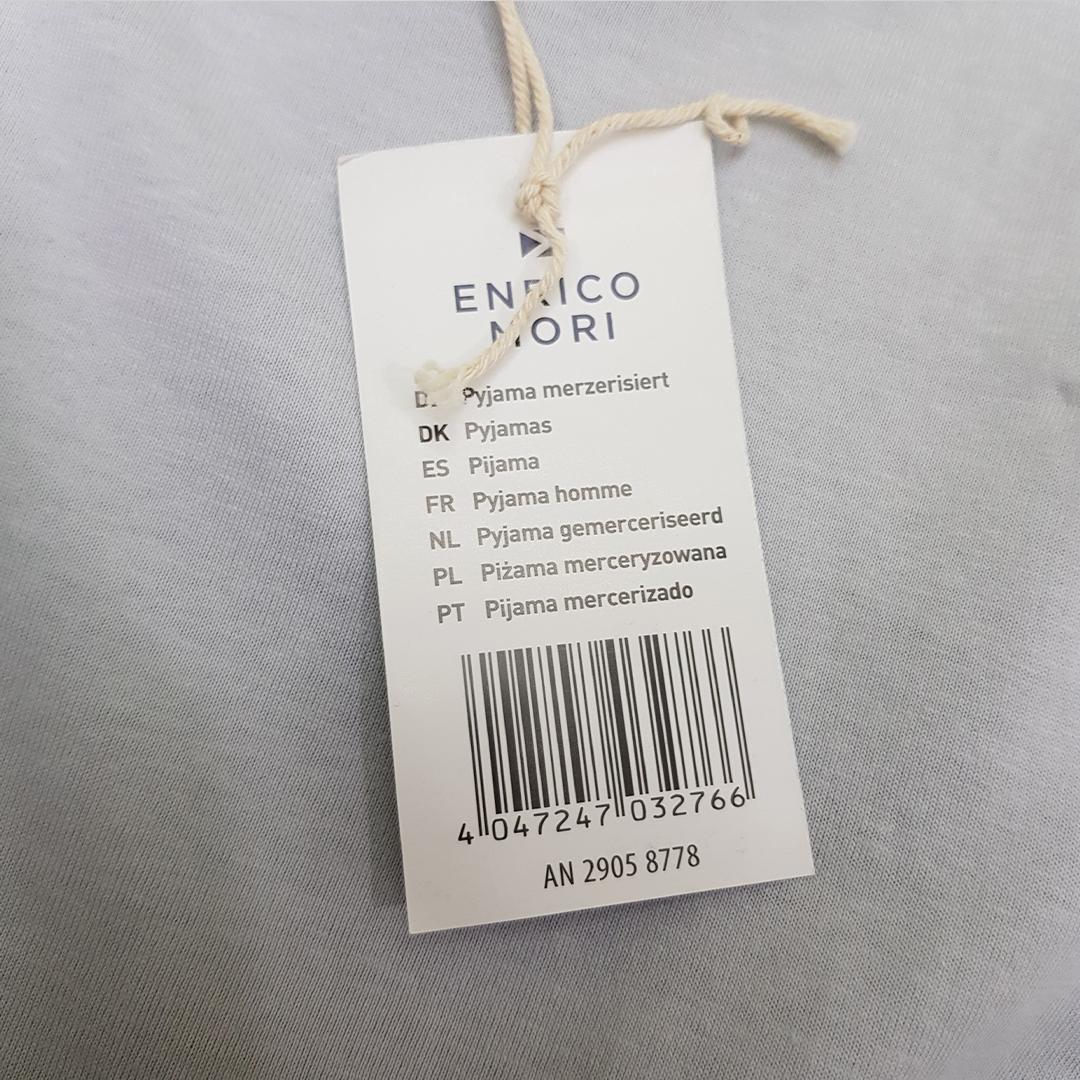 ENRICO
MORI
DE Pyjama merzerisiert
DK Pyjamas
ES Pijama
FR Pyjama homme
NL Pyjama gemerceriseerd
PL Piżama merceryzowana
PT Pijama mercerizado
4 047247 032766
AN 2905 8778